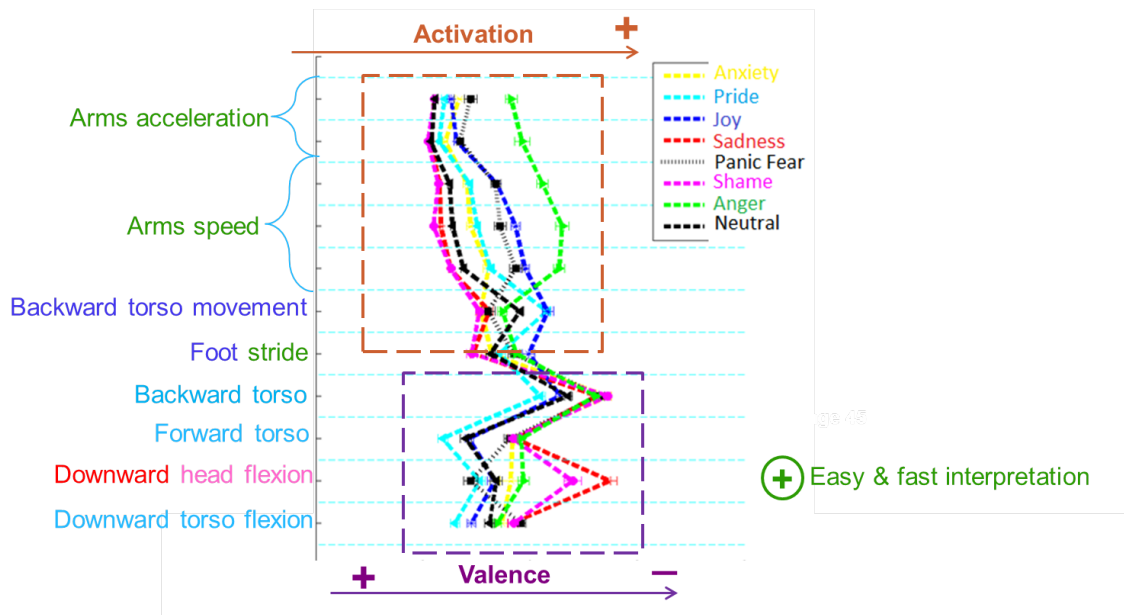 Activation
+
Anxiety
Pride
Joy
Sadness
Panic Fear
Shame
Anger
Neutral
Arms acceleration
Arms speed
Backward torso movement
Foot stride
Backward torso
Forward torso
Downward head flexion
Downward torso flexion
+ Easy & fast interpretation
+ Valence −